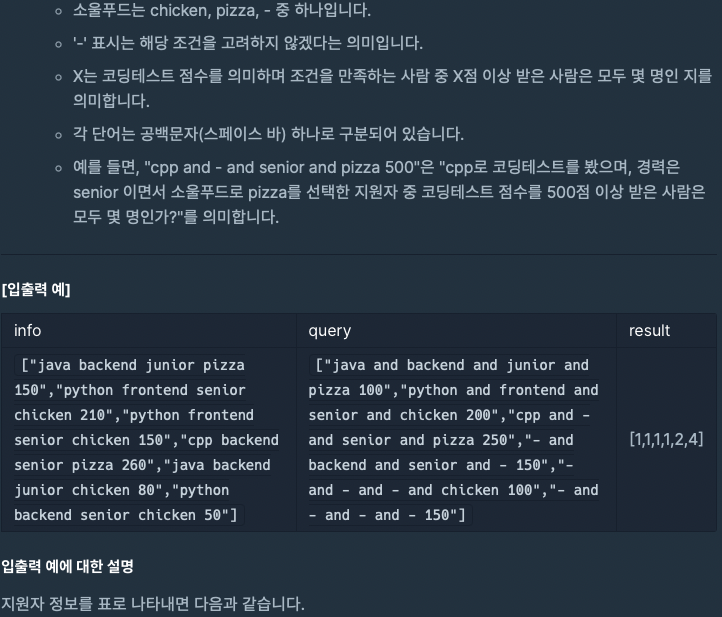 소울푸드는 chicken, pizza, - 중 하나입니다.
'-' 표시는 해당 조건을 고려하지 않겠다는 의미입니다.
X는 코딩테스트 점수를 의미하며 조건을 만족하는 사람 중 X점 이상 받은 사람은 모두 몇 명인 지를
의미합니다.
각 단어는 공백문자(스페이스 바) 하나로 구분되어 있습니다.
예를 들면, "cpp and - and senior and pizza 500"은 "cpp로 코딩테스트를 봤으며, 경력은
senior 이면서 소울푸드로 pizza를 선택한 지원자 중 코딩테스트 점수를 500점 이상 받은 사람은
모두 몇 명인가?"를 의미합니다.
[입출력 예]
info query result
["java backend junior pizza
150","python frontend senior
chicken 210","python frontend
senior chicken 150","cpp backend
senior pizza 260","java backend
junior chicken 80","python
backend senior chicken 50"]
["java and backend and junior and
pizza 100","python and frontend and
senior and chicken 200","cpp and -
and senior and pizza 250","- and
backend and senior and - 150","-
and - and - and chicken 100","- and
- and - and - 150"]
[1,1,1,1,2,4]
입출력 예에 대한 설명
지원자 정보를 표로 나타내면 다음과 같습니다.